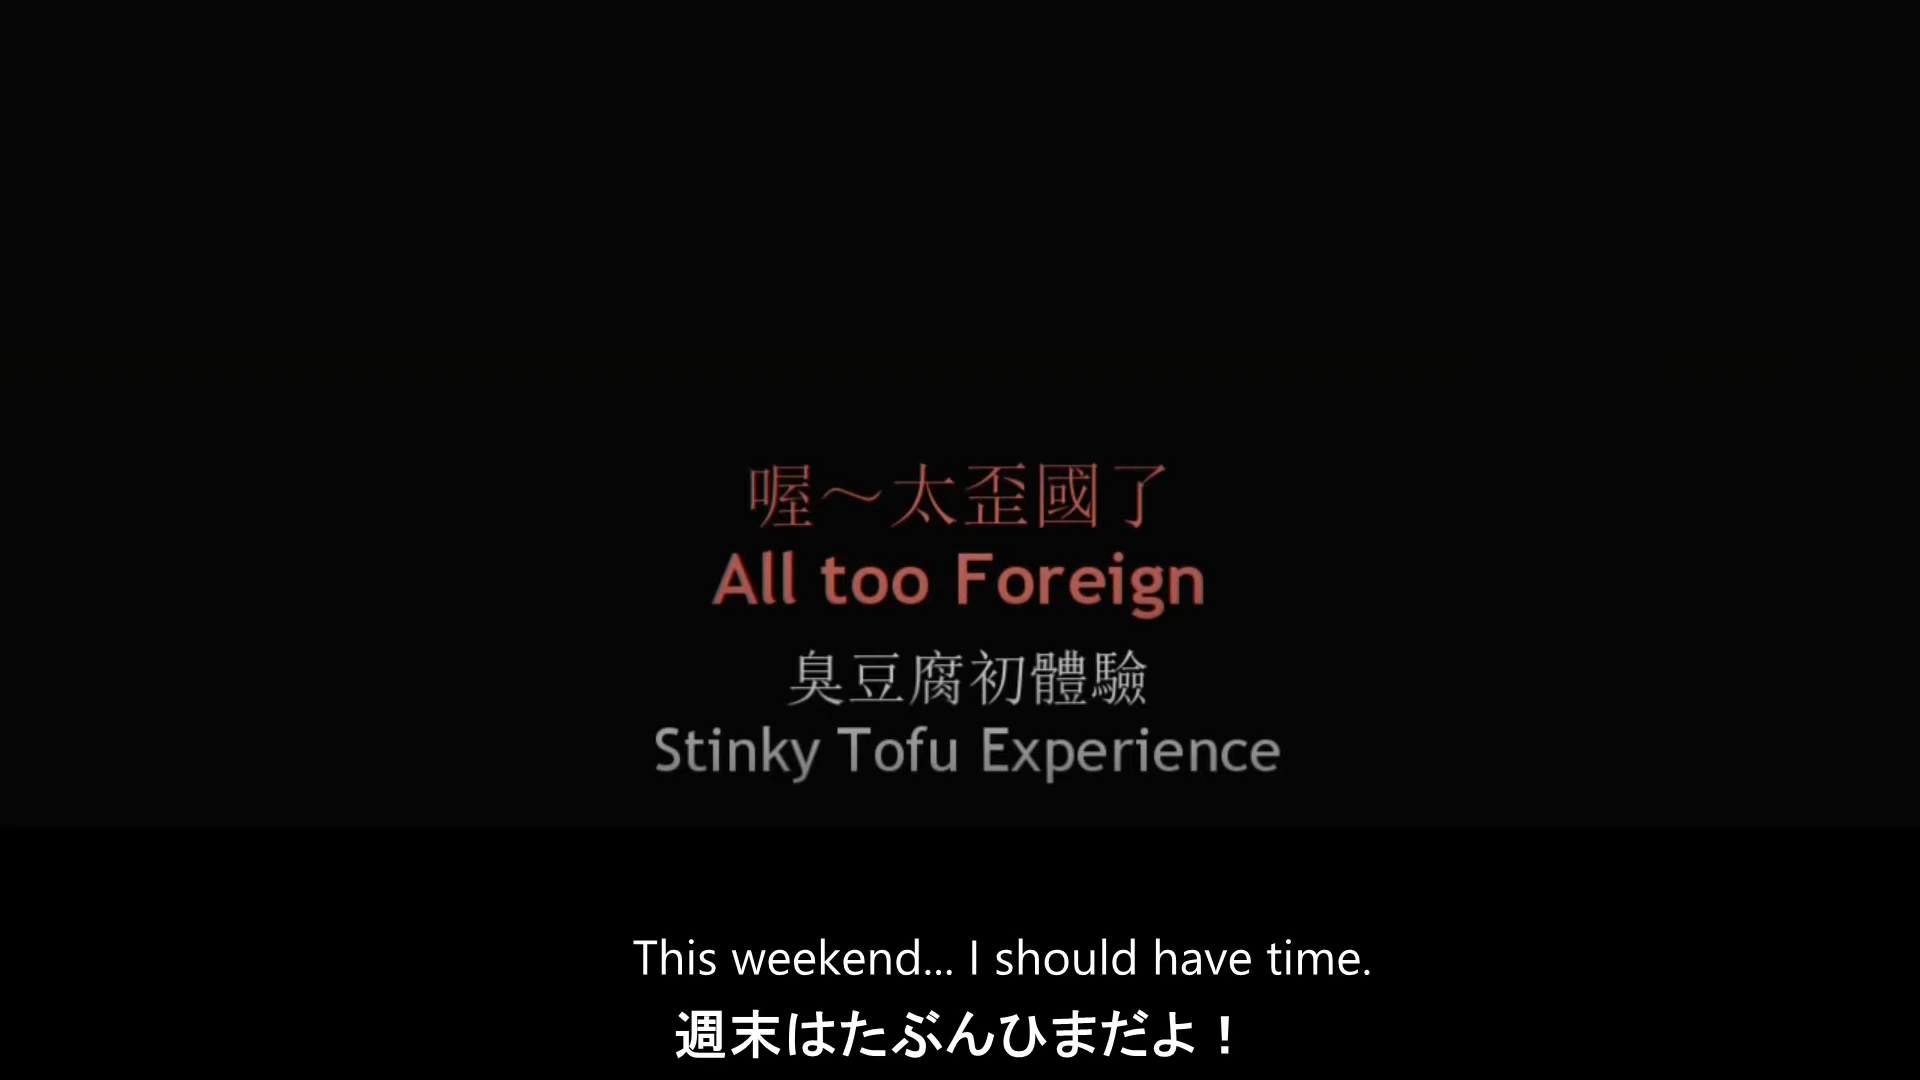 喔～太歪國了
All too Foreign
臭豆腐初體驗
Stinky Tofu Experience
This weekend... I should have time.
週末はたぶんひまだよ！